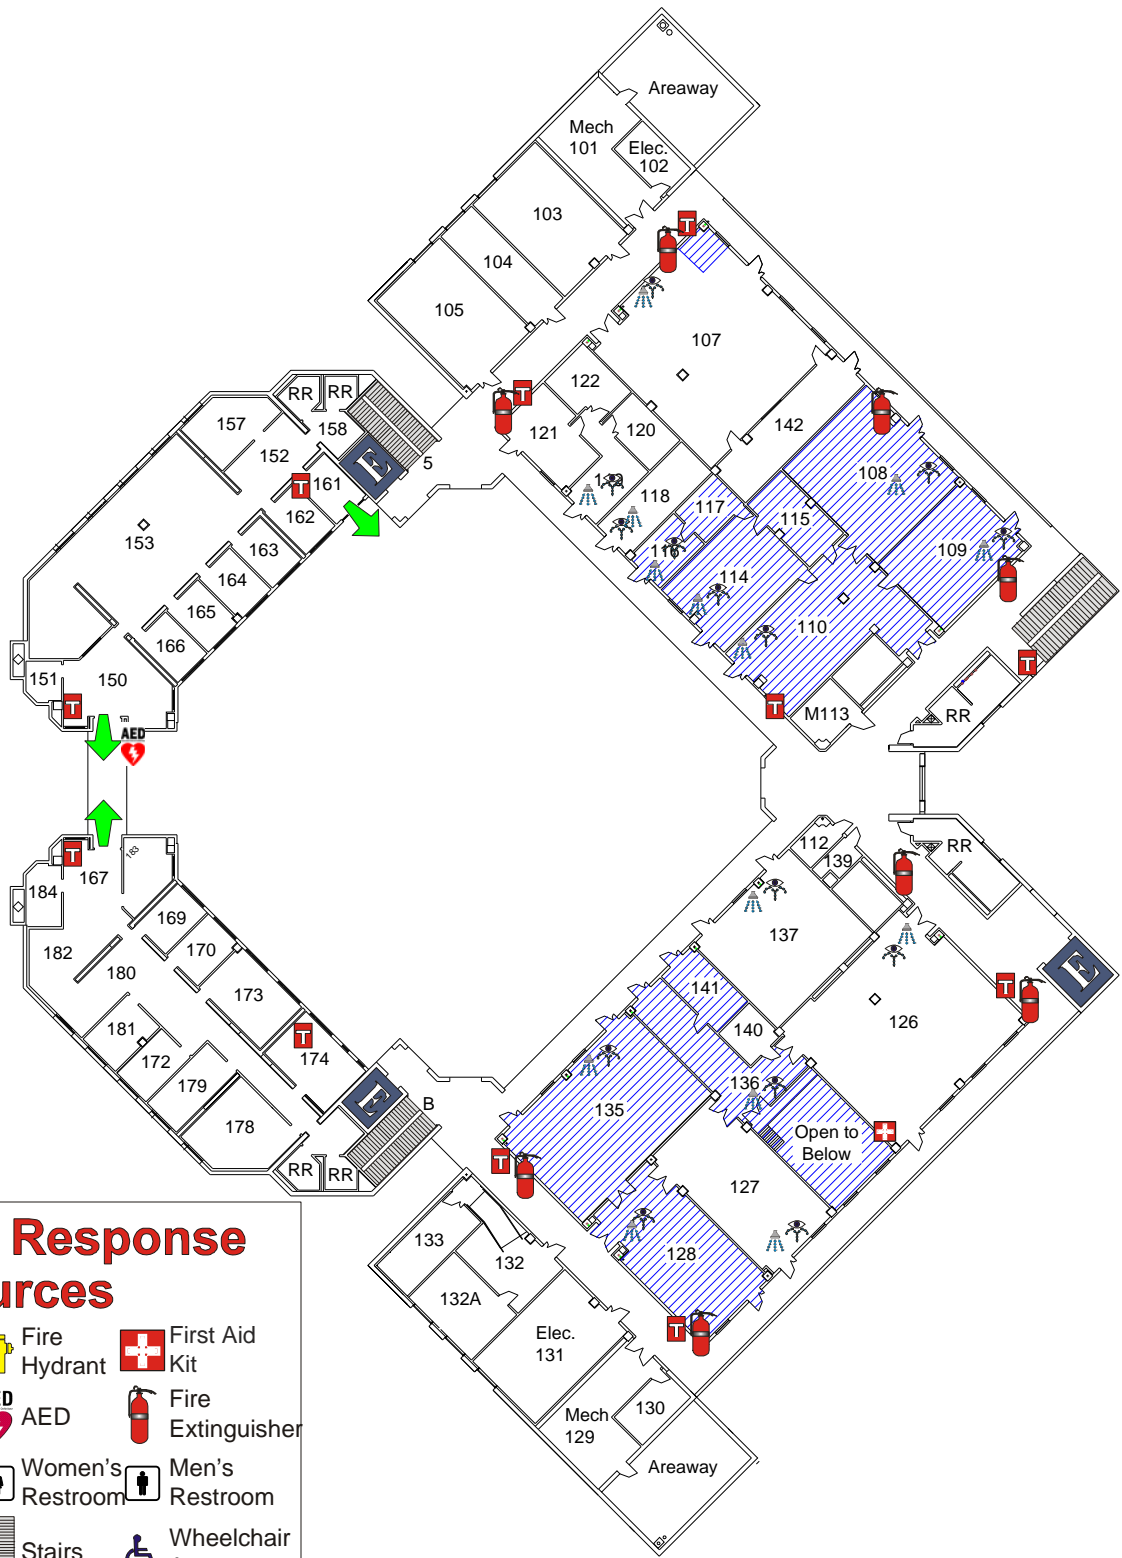 Areaway
Mech
101
Elec.
102
103
104
105
107
T
T
122
121
120
142
118
117
115
108
109
114
110
M113
T
T
RR
RR
RR
157
158
152
5
E
T
161
162
153
163
164
165
166
151
150
T
AED
T
167
183
184
169
182
170
180
173
181
172
T
174
179
178
E
B
RR
RR
112
139
RR
137
E
T
126
141
140
136
135
Open to
Below
127
T
128
T
133
132
132A
Elec.
131
Mech
129
130
Areaway
Response
Fire
Hydrant
First Aid
Kit
AED
Fire
Extinguisher
Women's
Restroom
Men's
Restroom
Stairs
Wheelchair